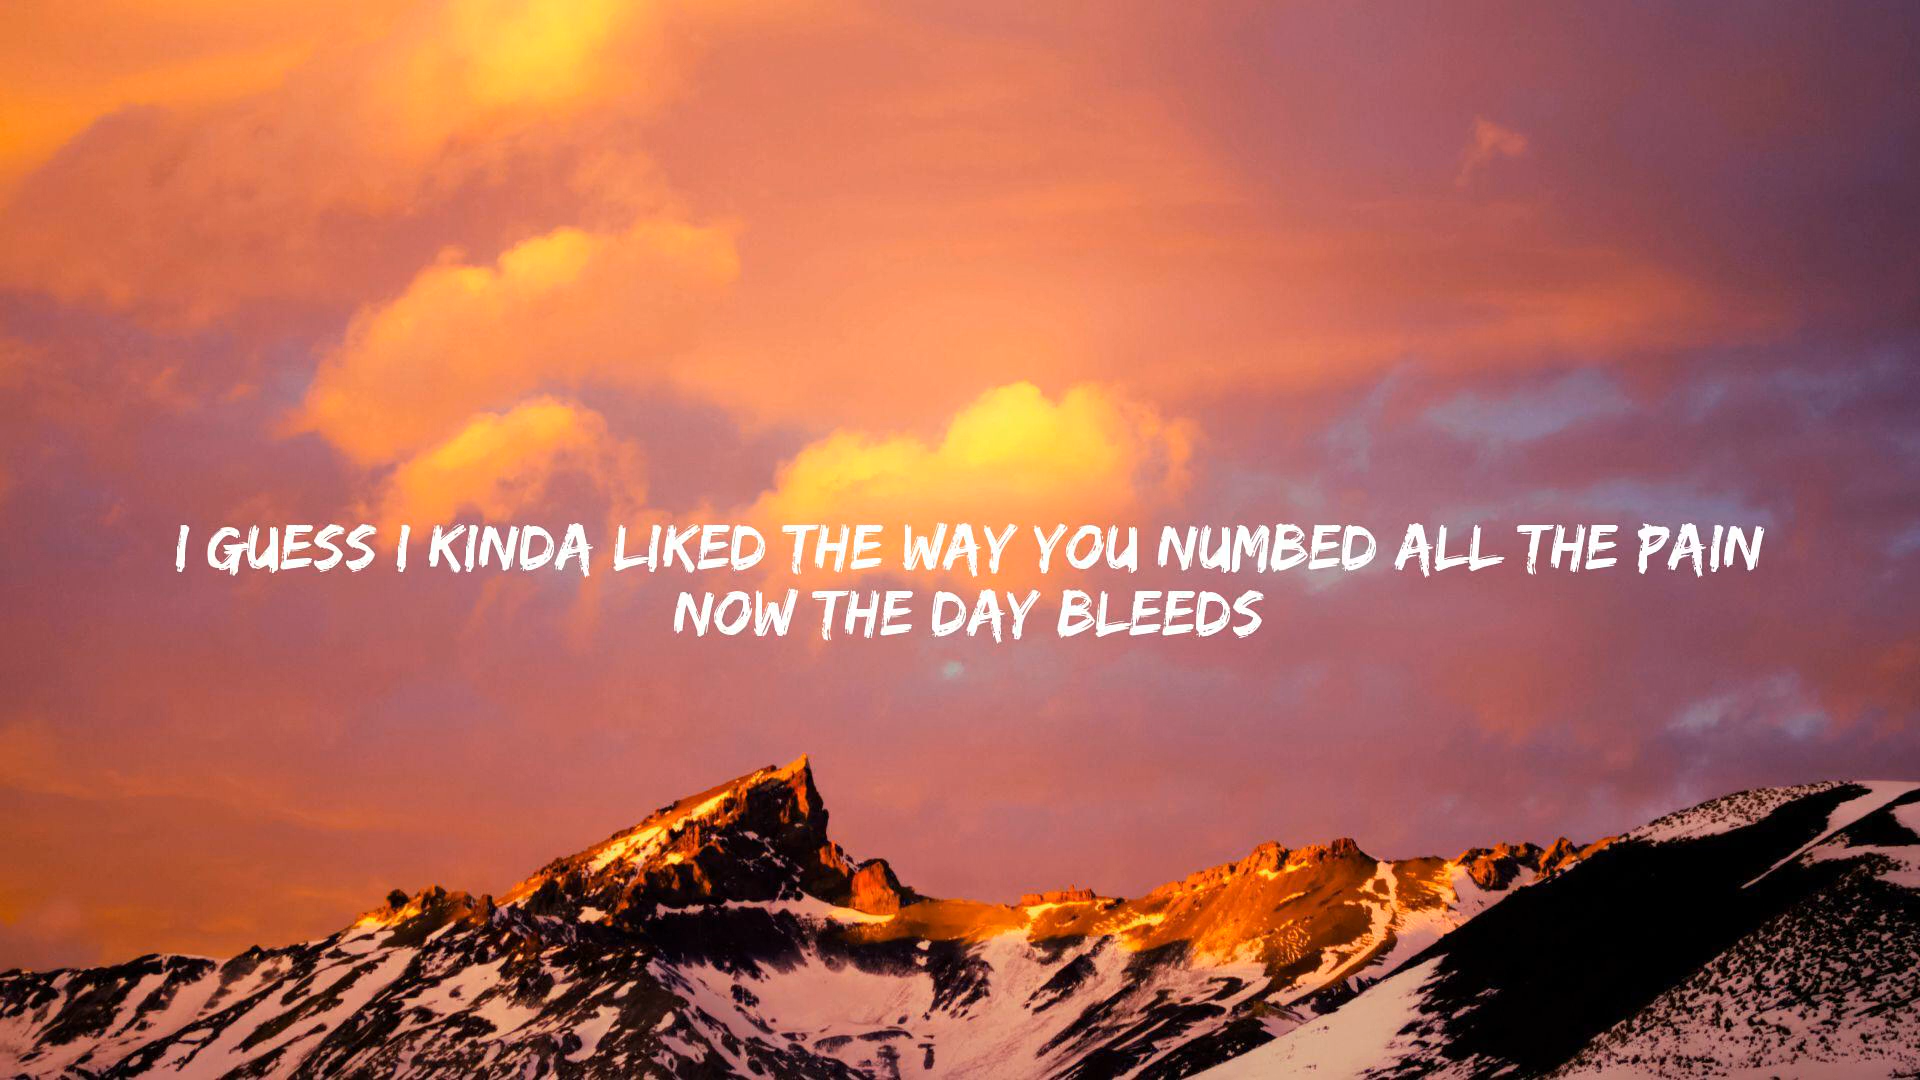 I GUESS I KINDA LIKED THE WAY YOU NUMBED ALL THE PAIN
NOW THE DAY BLEEDS